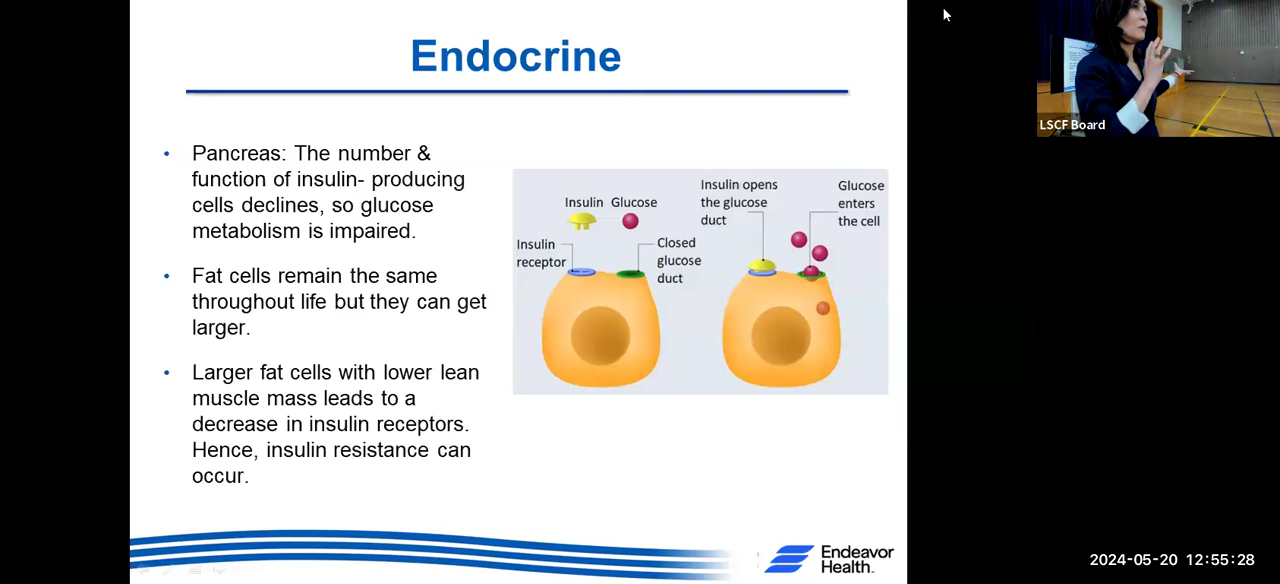 Endocrine
• Pancreas: The number &
function of insulin- producing
cells declines, so glucose
metabolism is impaired.
• Fat cells remain the same
throughout life but they can get
larger.
• Larger fat cells with lower lean
muscle mass leads to a
decrease in insulin receptors.
Hence, insulin resistance can
occur.
Insulin
Glucose
Insulin
receptor
Closed
glucose
duct
Insulin opens
the glucose
duct
Glucose
enters
the cell
Endeavor
Health.
LSCF Board
2024-05-20 12:55:28